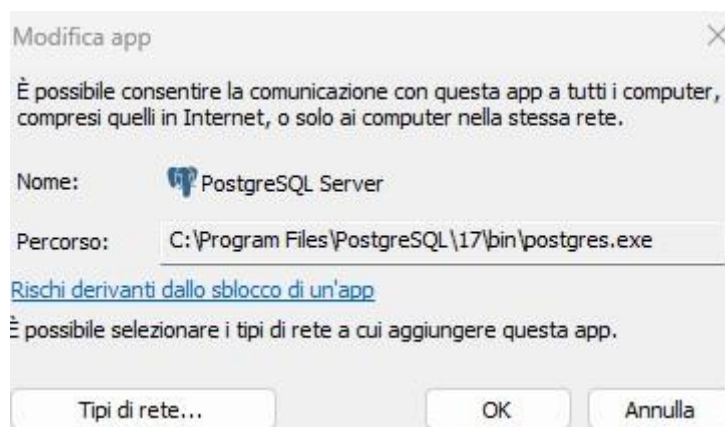 Modifica app
È possibile consentire la comunicazione con questa app a tutti i computer,
compresi quelli in Internet, o solo ai computer nella stessa rete.
Nome: PostgreSQL Server
Percorso: C:\Program Files\PostgreSQL\17\bin\postgres.exe
Rischi derivanti dallo sblocco di un'app
È possibile selezionare i tipi di rete a cui aggiungere questa app.
Tipi di rete... OK Annulla